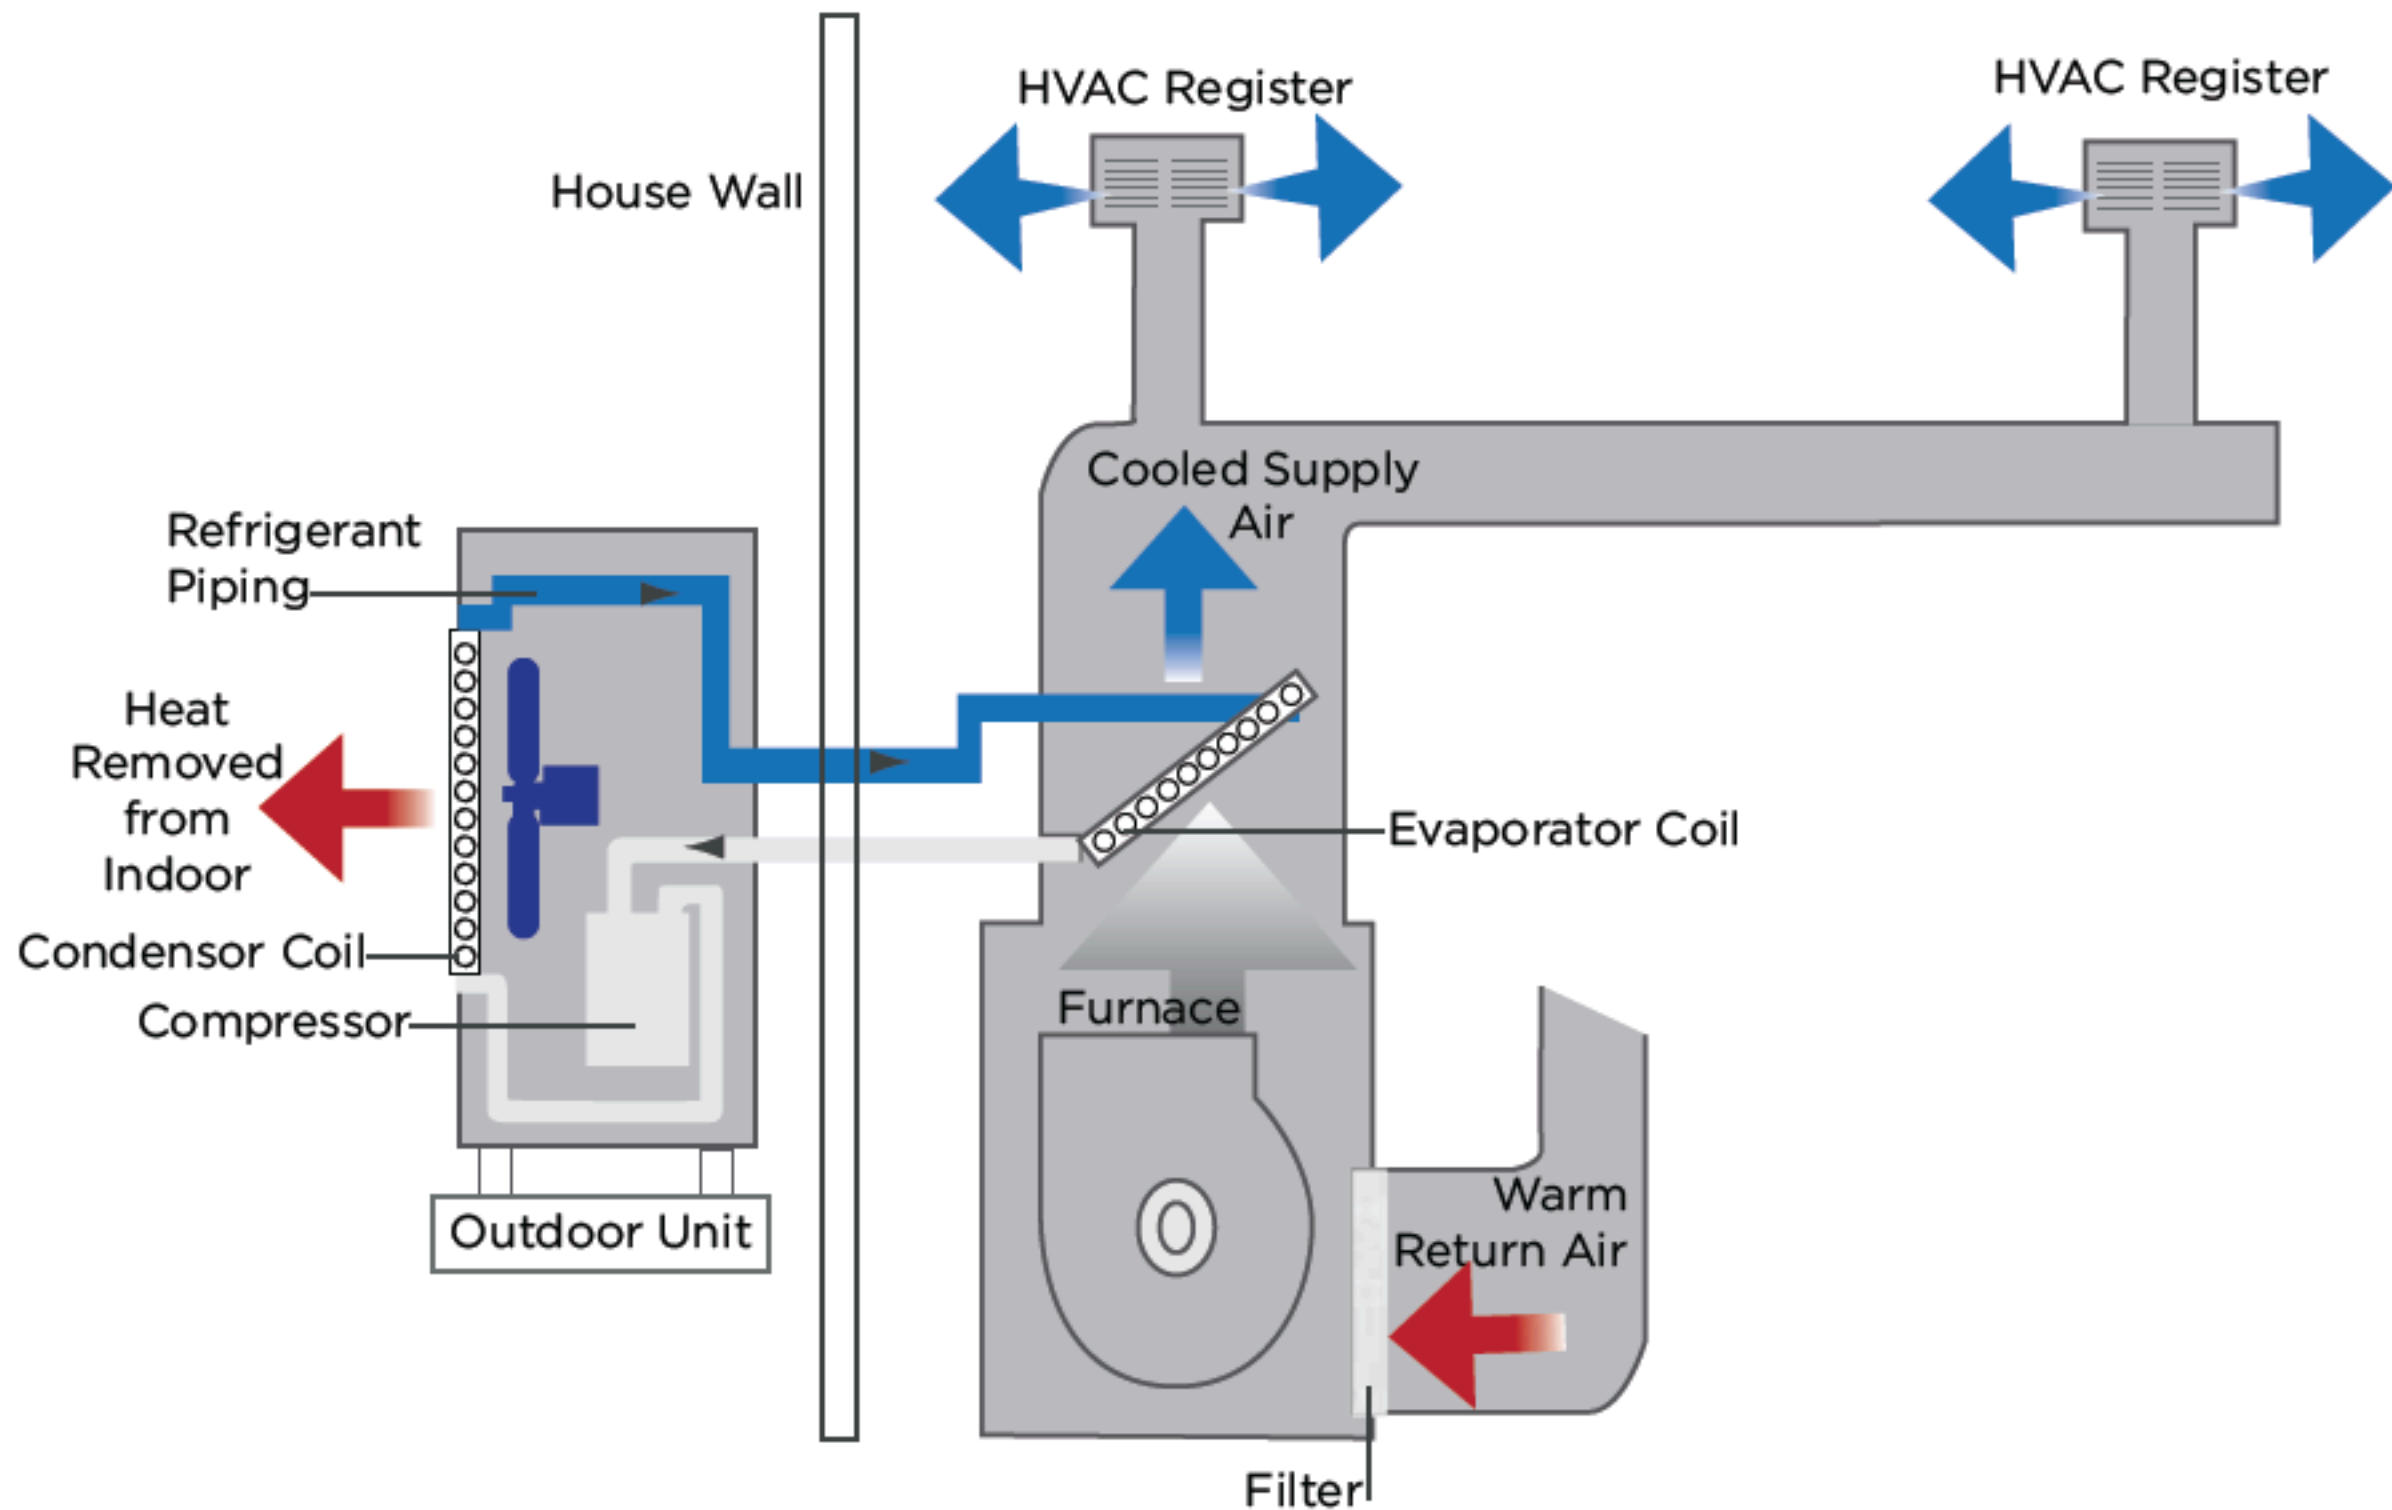 HVAC Register
HVAC Register
House Wall
Cooled Supply
Air
Refrigerant
Piping
Heat
Removed
from
Indoor
Evaporator Coil
Condensor Coil
Compressor
Furnace
Warm
Return Air
Outdoor Unit
Filter